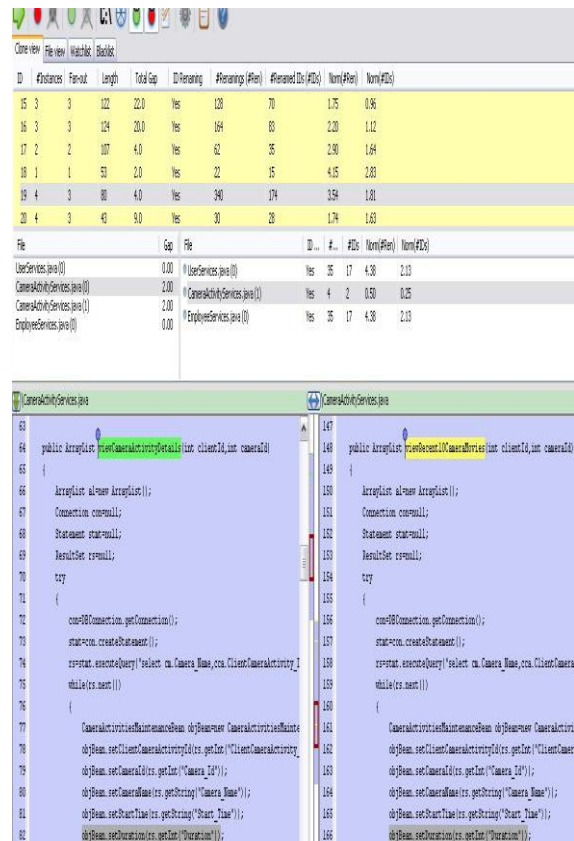 Clone view File view Watchlist Blacklist
ID #Instances Fan-out Length Total Gap ID Renaming #Renamings (#Ren) #Renamed IDs (#IDs) Norm(#Ren) Norm(#IDs)
15 3 3 122 22.0 Yes 128 70 1.75 0.96
16 3 3 124 20.0 Yes 164 83 2.20 1.12
17 2 2 107 4.0 Yes 62 35 2.90 1.64
18 1 1 53 2.0 Yes 22 15 4.15 2.83
19 4 3 80 4.0 Yes 340 174 3.54 1.81
20 4 3 43 9.0 Yes 30 28 1.74 1.63
File Gap
UserServices.java (0) 0.00
CameraActivityServices.java (0) 2.00
CameraActivityServices.java (1) 2.00
EmployeeServices.java (0) 0.00
File ID ... #... #IDs Norm(#Ren) Norm(#IDs)
UserServices.java (0) Yes 35 17 4.38 2.13
CameraActivityServices.java (1) Yes 4 2 0.50 0.25
EmployeeServices.java (0) Yes 35 17 4.38 2.13
CameraActivityServices.java
63
64 public ArrayList viewCameraActivityDetails(int clientId,int cameraId)
65 {
66 ArrayList al=new ArrayList();
67 Connection con=null;
68 Statement stmt=null;
69 ResultSet rs=null;
70 try
71 {
72 con=DBConnection.getConnection();
73 stmt=con.createStatement();
74 rs=stmt.executeQuery("select cm.Camera_Name,cca.ClientCameraActivity_I
75 while(rs.next())
76 {
77 CameraActivitiesMaintenanceBean objBean=new CameraActivitiesMainte
78 objBean.setClientCameraActivityId(rs.getInt("ClientCameraActivity_
79 objBean.setCameraId(rs.getInt("Camera_Id"));
80 objBean.setCameraName(rs.getString("Camera_Name"));
81 objBean.setStartTime(rs.getString("Start_Time"));
82 objBean.setDuration(rs.getInt("Duration"));
CameraActivityServices.java
147
148 public ArrayList viewRecent10CameraMovies(int clientId,int cameraId)
149 {
150 ArrayList al=new ArrayList();
151 Connection con=null;
152 Statement stmt=null;
153 ResultSet rs=null;
154 try
155 {
156 con=DBConnection.getConnection();
157 stmt=con.createStatement();
158 rs=stmt.executeQuery("select cm.Camera_Name,cca.ClientCamera
159 while(rs.next())
160 {
161 CameraActivitiesMaintenanceBean objBean=new CameraActivi
162 objBean.setClientCameraActivityId(rs.getInt("ClientCamer
163 objBean.setCameraId(rs.getInt("Camera_Id"));
164 objBean.setCameraName(rs.getString("Camera_Name"));
165 objBean.setStartTime(rs.getString("Start_Time"));
166 objBean.setDuration(rs.getInt("Duration"));